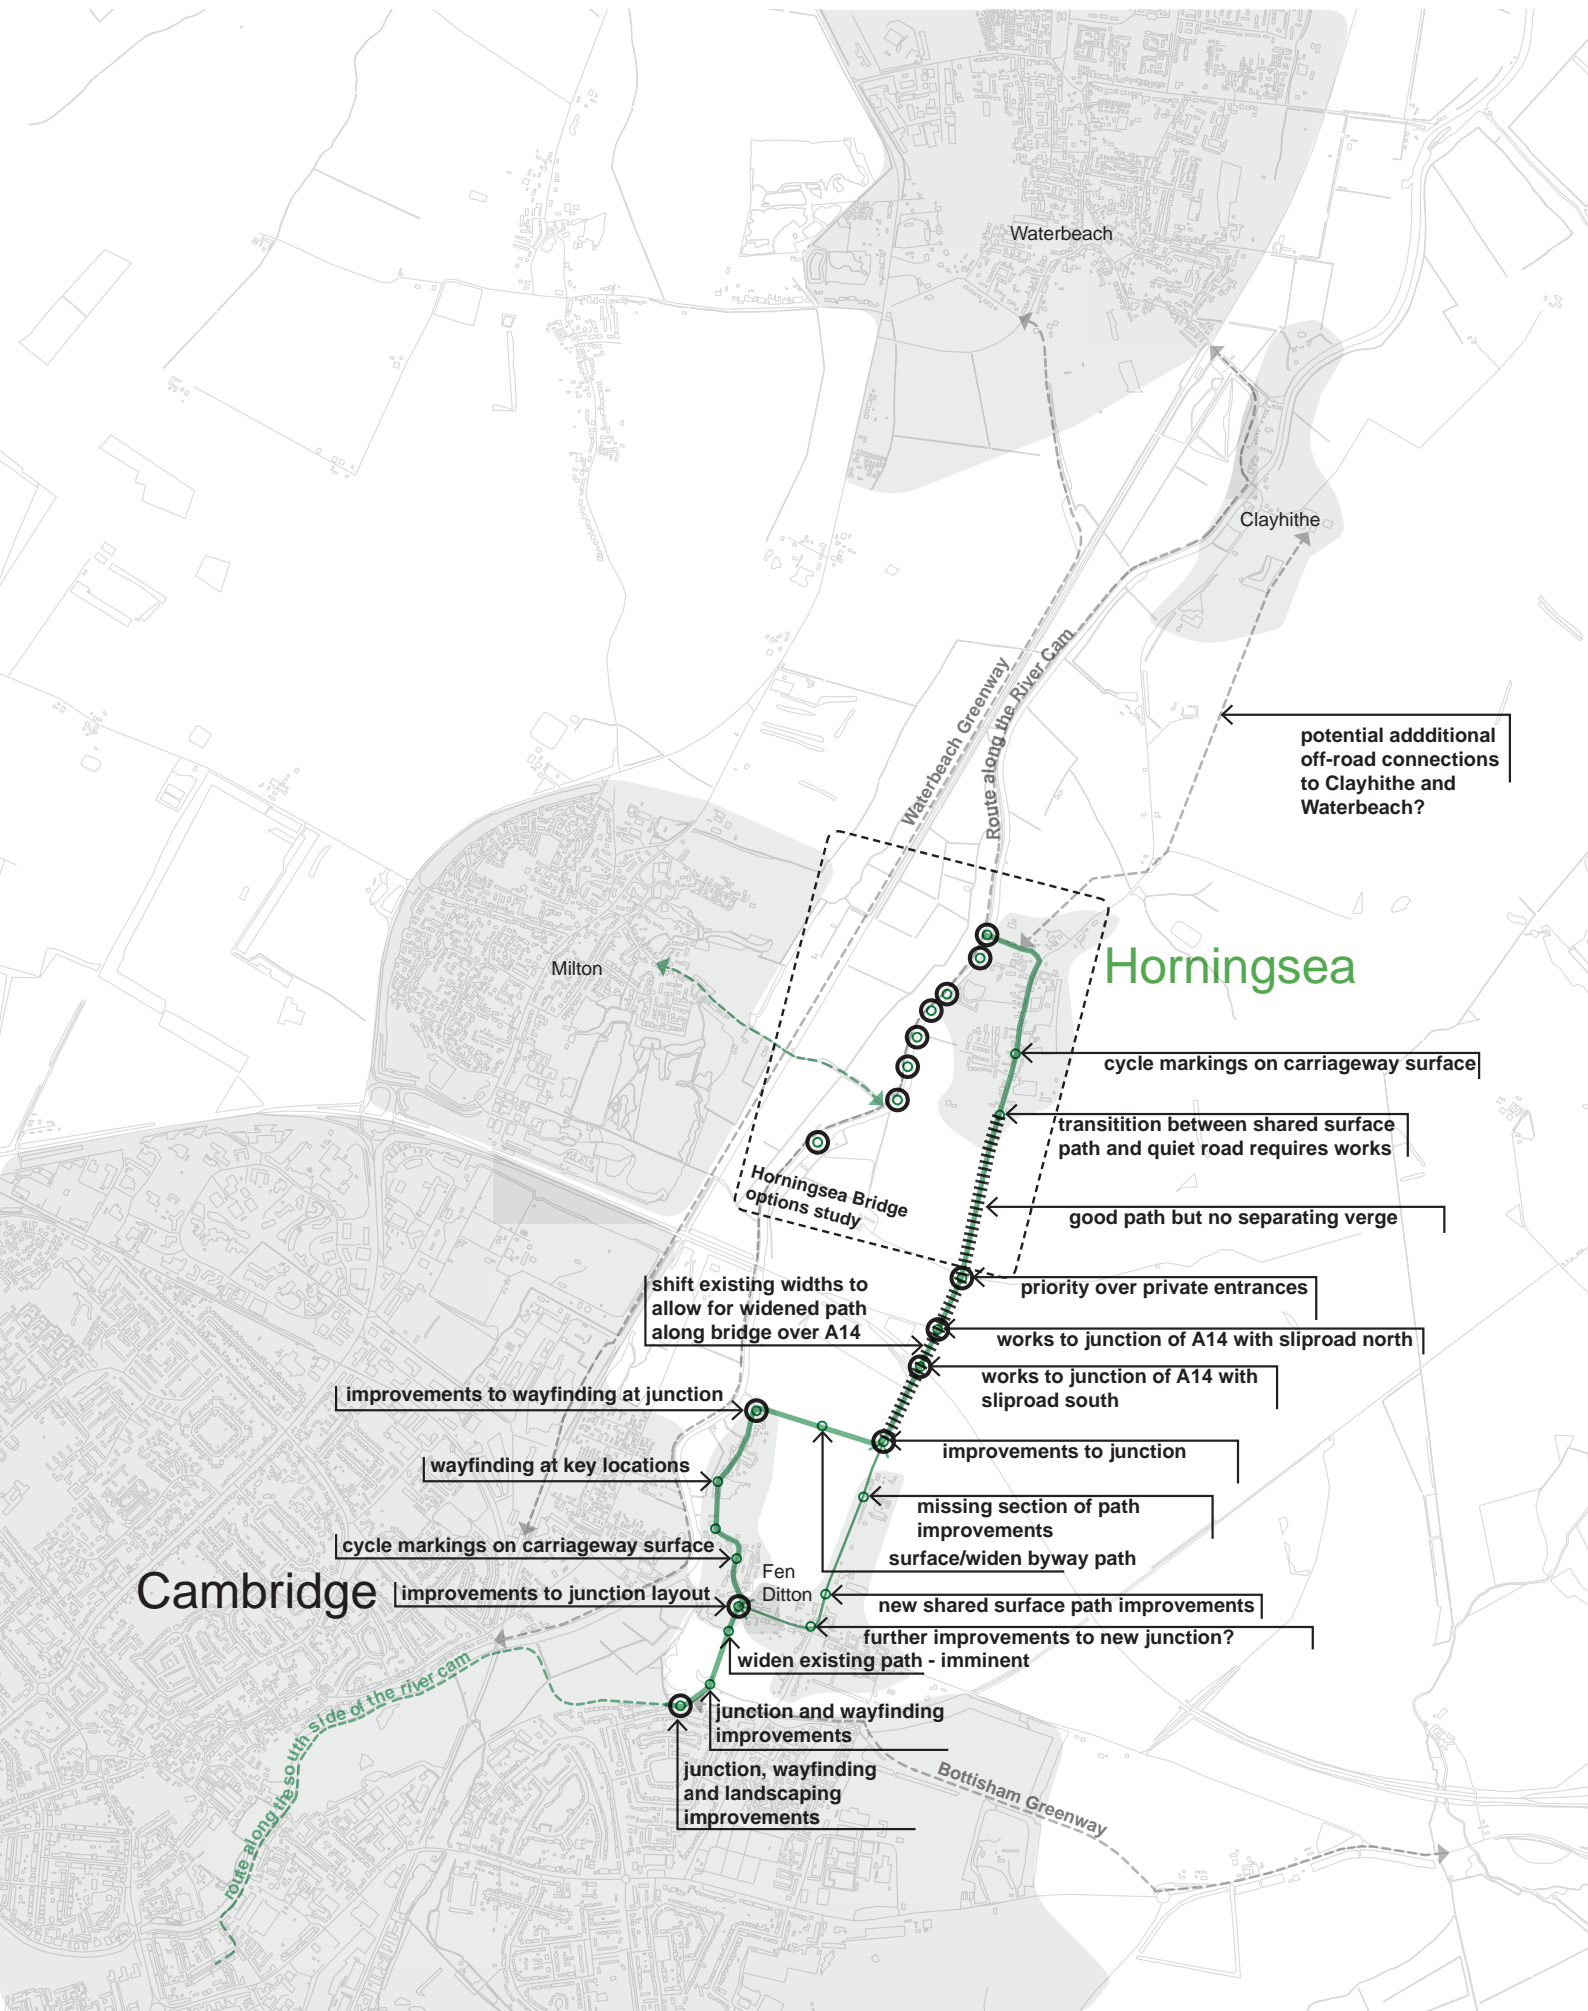 Waterbeach
Clayhithe
Waterbeach Greenway
Route along the River Cam
potential addditional
off-road connections
to Clayhithe and
Waterbeach?
Milton
Horningsea
cycle markings on carriageway surface
transitition between shared surface
path and quiet road requires works
Horningsea Bridge
options study
good path but no separating verge
shift existing widths to
allow for widened path
along bridge over A14
priority over private entrances
works to junction of A14 with sliproad north
works to junction of A14 with
sliproad south
improvements to wayfinding at junction
improvements to junction
wayfinding at key locations
missing section of path
improvements
cycle markings on carriageway surface
surface/widen byway path
Cambridge
Fen
Ditton
improvements to junction layout
new shared surface path improvements
further improvements to new junction?
widen existing path - imminent
route along the south side of the river cam
junction and wayfinding
improvements
junction, wayfinding
and landscaping
improvements
Bottisham Greenway